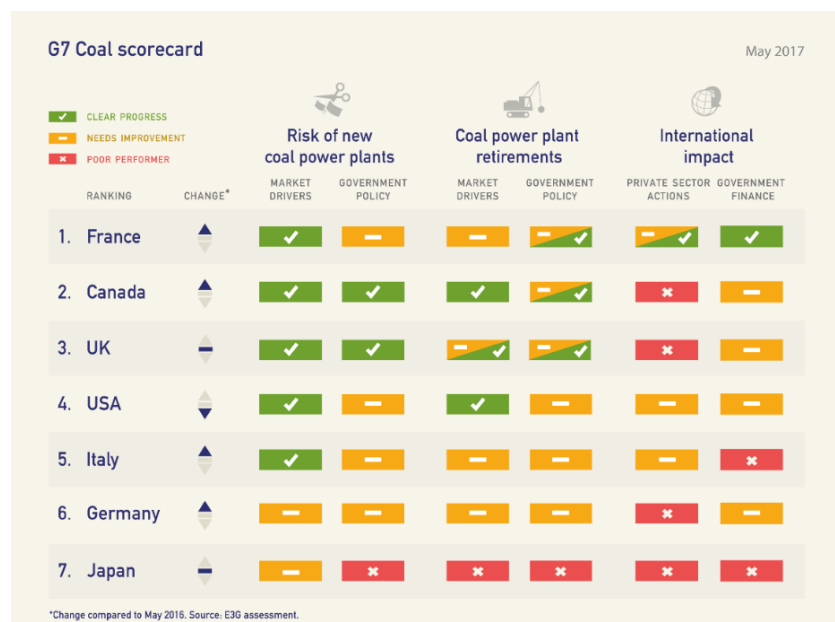 G7 Coal scorecard
May 2017
CLEAR PROGRESS
NEEDS IMPROVEMENT
POOR PERFORMER
Risk of new
coal power plants
Coal power plant
retirements
International
impact
RANKING
CHANGE*
MARKET
DRIVERS
GOVERNMENT
POLICY
MARKET
DRIVERS
GOVERNMENT
POLICY
PRIVATE SECTOR
ACTIONS
GOVERNMENT
FINANCE
1. France
2. Canada
3. UK
4. USA
5. Italy
6. Germany
7. Japan
*Change compared to May 2016. Source: E3G assessment.